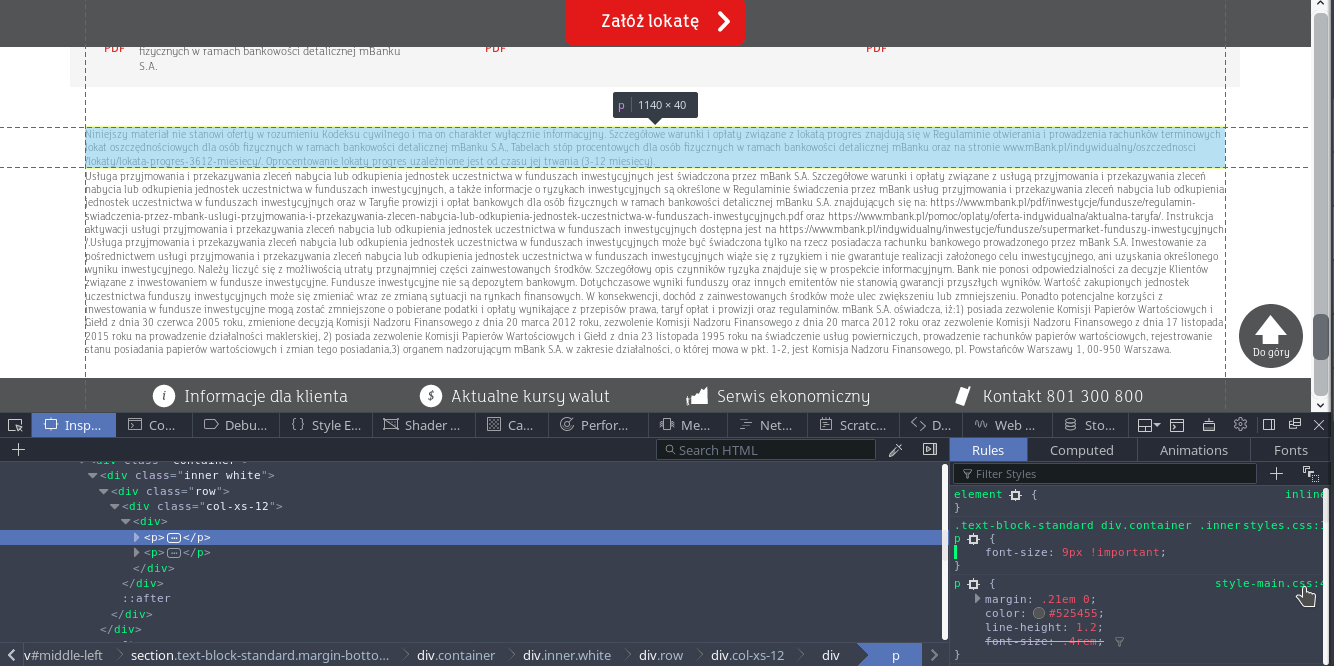 Załóż lokatę
PDF
fizycznych w ramach bankowości detalicznej mBanku
S.A.
PDF
PDF
p 1140 × 40
Niniejszy materiał nie stanowi oferty w rozumieniu Kodeksu cywilnego i ma on charakter wyłącznie informacyjny. Szczegółowe warunki i opłaty związane z lokatą progres znajdują się w Regulaminie otwierania i prowadzenia rachunków terminowych
lokat oszczędnościowych dla osób fizycznych w ramach bankowości detalicznej mBanku S.A., Tabelach stóp procentowych dla osób fizycznych w ramach bankowości detalicznej mBanku oraz na stronie www.mBank.pl/indywidualny/oszczednosci
/lokaty/lokata-progres-3612-miesiecy/. Oprocentowanie lokaty progres uzależnione jest od czasu jej trwania (3-12 miesięcy).
Usługa przyjmowania i przekazywania zleceń nabycia lub odkupienia jednostek uczestnictwa w funduszach inwestycyjnych jest świadczona przez mBank S.A. Szczegółowe warunki i opłaty związane z usługą przyjmowania i przekazywania zleceń
nabycia lub odkupienia jednostek uczestnictwa w funduszach inwestycyjnych, a także informacje o ryzykach inwestycyjnych są określone w Regulaminie świadczenia przez mBank usług przyjmowania i przekazywania zleceń nabycia lub odkupienia
jednostek uczestnictwa w funduszach inwestycyjnych oraz w Taryfie prowizji i opłat bankowych dla osób fizycznych w ramach bankowości detalicznej mBanku S.A. znajdujących się na: https://www.mbank.pl/pdf/inwestycje/fundusze/regulamin-
swiadczenia-przez-mbank-uslugi-przyjmowania-i-przekazywania-zlecen-nabycia-lub-odkupienia-jednostek-uczestnictwa-w-funduszach-inwestycyjnych.pdf oraz https://www.mbank.pl/pomoc/oplaty/oferta-indywidualna/aktualna-taryfa/. Instrukcja
aktywacji usługi przyjmowania i przekazywania zleceń nabycia lub odkupienia jednostek uczestnictwa w funduszach inwestycyjnych dostępna jest na https://www.mbank.pl/indywidualny/inwestycje/fundusze/supermarket-funduszy-inwestycyjnych
/.Usługa przyjmowania i przekazywania zleceń nabycia lub odkupienia jednostek uczestnictwa w funduszach inwestycyjnych może być świadczona tylko na rzecz posiadacza rachunku bankowego prowadzonego przez mBank S.A. Inwestowanie za
pośrednictwem usługi przyjmowania i przekazywania zleceń nabycia lub odkupienia jednostek uczestnictwa w funduszach inwestycyjnych wiąże się z ryzykiem i nie gwarantuje realizacji założonego celu inwestycyjnego, ani uzyskania określonego
wyniku inwestycyjnego. Należy liczyć się z możliwością utraty przynajmniej części zainwestowanych środków. Szczegółowy opis czynników ryzyka znajduje się w prospekcie informacyjnym. Bank nie ponosi odpowiedzialności za decyzje Klientów
związane z inwestowaniem w fundusze inwestycyjne. Fundusze inwestycyjne nie są depozytem bankowym. Dotychczasowe wyniki funduszy oraz innych emitentów nie stanowią gwarancji przyszłych wyników. Wartość zakupionych jednostek
uczestnictwa funduszy inwestycyjnych może się zmieniać wraz ze zmianą sytuacji na rynkach finansowych. W konsekwencji, dochód z zainwestowanych środków może ulec zwiększeniu lub zmniejszeniu. Ponadto potencjalne korzyści z
inwestowania w fundusze inwestycyjne mogą zostać zmniejszone o pobierane podatki i opłaty wynikające z przepisów prawa, taryf opłat i prowizji oraz regulaminów. mBank S.A. oświadcza, iż:1) posiada zezwolenie Komisji Papierów Wartościowych i
Giełd z dnia 30 czerwca 2005 roku, zmienione decyzją Komisji Nadzoru Finansowego z dnia 20 marca 2012 roku, zezwolenie Komisji Nadzoru Finansowego z dnia 20 marca 2012 roku oraz zezwolenie Komisji Nadzoru Finansowego z dnia 17 listopada
2015 roku na prowadzenie działalności maklerskiej, 2) posiada zezwolenie Komisji Papierów Wartościowych i Giełd z dnia 23 listopada 1995 roku na świadczenie usług powierniczych, prowadzenie rachunków papierów wartościowych, rejestrowanie
stanu posiadania papierów wartościowych i zmian tego posiadania,3) organem nadzorującym mBank S.A. w zakresie działalności, o której mowa w pkt. 1-2, jest Komisja Nadzoru Finansowego, pl. Powstańców Warszawy 1, 00-950 Warszawa.
Do góry
i Informacje dla klienta $ Aktualne kursy walut Serwis ekonomiczny Kontakt 801 300 800
Insp... Co... Debu... { } Style E... Shader ... Ca... Perfor... Me... Net... Scratc... D... Web ... Sto...
Search HTML
Rules Computed Animations Fonts
Filter Styles
<div class="container">
<div class="inner white">
<div class="row">
<div class="col-xs-12">
<div>
<p>…</p>
<p>…</p>
</div>
</div>
::after
</div>
</div>
element { inline
}
.text-block-standard div.container .inner styles.css:1
p {
font-size: 9px !important;
}
p { style-main.css:4
margin: .21em 0;
color: #525455;
line-height: 1.2;
font-size: .4rem;
}
v#middle-left section.text-block-standard.margin-botto... div.container div.inner.white div.row div.col-xs-12 div p